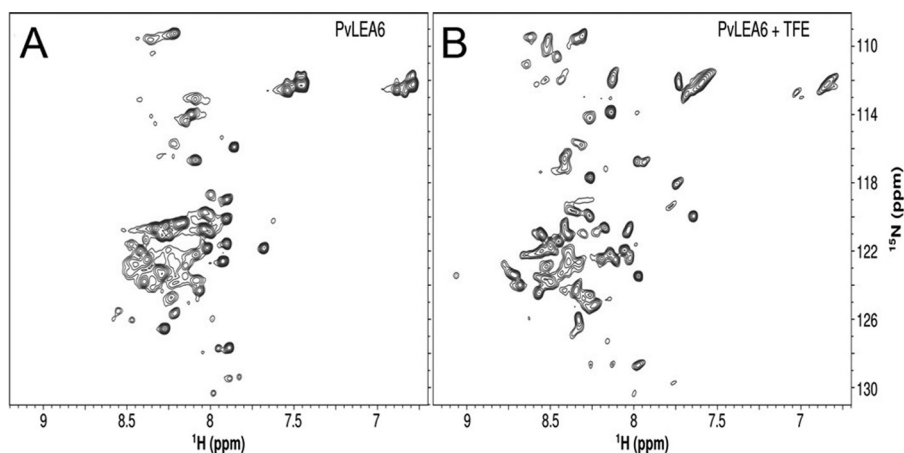 A
PvLEA6
B
PvLEA6 + TFE
110
114
118
122
126
130
¹⁵N (ppm)
9 8.5 8 7.5 7
¹H (ppm)
9 8.5 8 7.5 7
¹H (ppm)